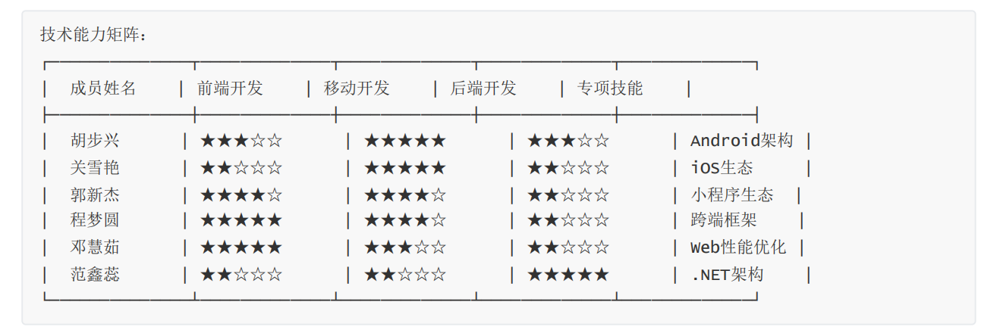 技术能力矩阵：
│ 成员姓名 │ 前端开发 │ 移动开发 │ 后端开发 │ 专项技能 │
│ 胡步兴 │ ★★★☆☆ │ ★★★★★ │ ★★★☆☆ │ Android架构 │
│ 关雪艳 │ ★★☆☆☆ │ ★★★★★ │ ★★☆☆☆ │ iOS生态 │
│ 郭新杰 │ ★★★★☆ │ ★★★★☆ │ ★★☆☆☆ │ 小程序生态 │
│ 程梦圆 │ ★★★★★ │ ★★★★☆ │ ★★☆☆☆ │ 跨端框架 │
│ 邓慧茹 │ ★★★★★ │ ★★★☆☆ │ ★★☆☆☆ │ Web性能优化 │
│ 范鑫蕊 │ ★★☆☆☆ │ ★★☆☆☆ │ ★★★★★ │ .NET架构 │